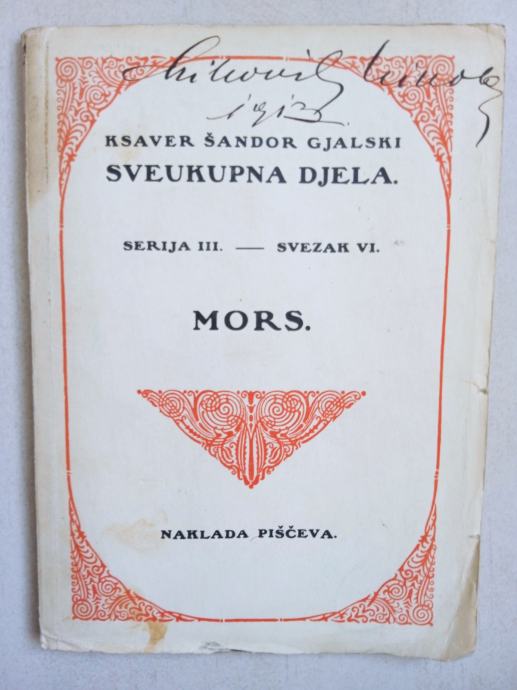 KSAVER ŠANDOR GJALSKI
SVEUKUPNA DJELA.
SERIJA III. — SVEZAK VI.
MORS.
NAKLADA PIŠČEVA.